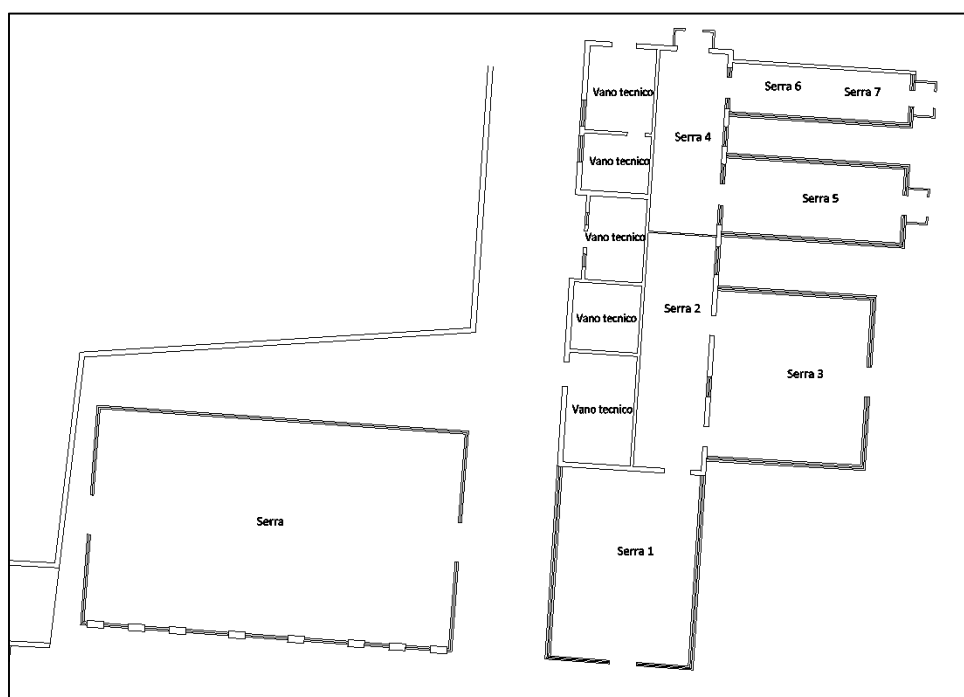 Vano tecnico
Serra 6
Serra 7
Serra 4
Vano tecnico
Serra 5
Vano tecnico
Serra 2
Vano tecnico
Serra 3
Vano tecnico
Serra
Serra 1